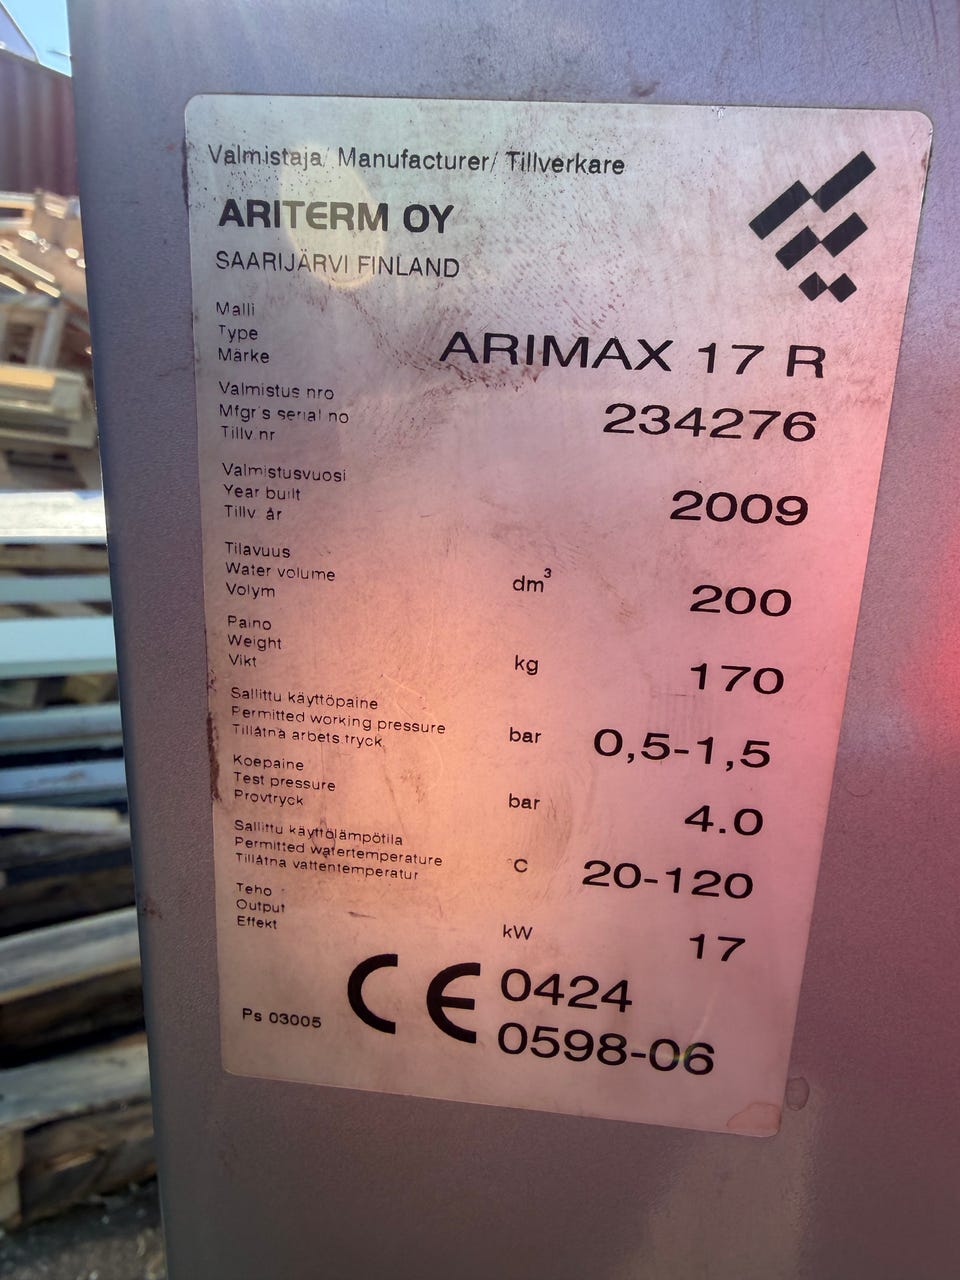 Valmistaja/ Manufacturer/ Tillverkare
ARITERM OY
SAARIJÄRVI FINLAND
Malli
Type
Märke
ARIMAX 17 R
Valmistus nro
Mfgr's serial no
Tillv.nr
234276
Valmistusvuosi
Year built
Tillv. år
2009
Tilavuus
Water volume
Volym
dm³
200
Paino
Weight
Vikt
kg
170
Sallittu käyttöpaine
Permitted working pressure
Tillåtna arbets.tryck
bar
0,5-1,5
Koepaine
Test pressure
Provtryck
bar
4.0
Sallittu käyttölämpötila
Permitted watertemperature
Tillåtna vattentemperatur
°C
20-120
Teho
Output
Effekt
kW
17
CE 0424
0598-06
Ps 03005